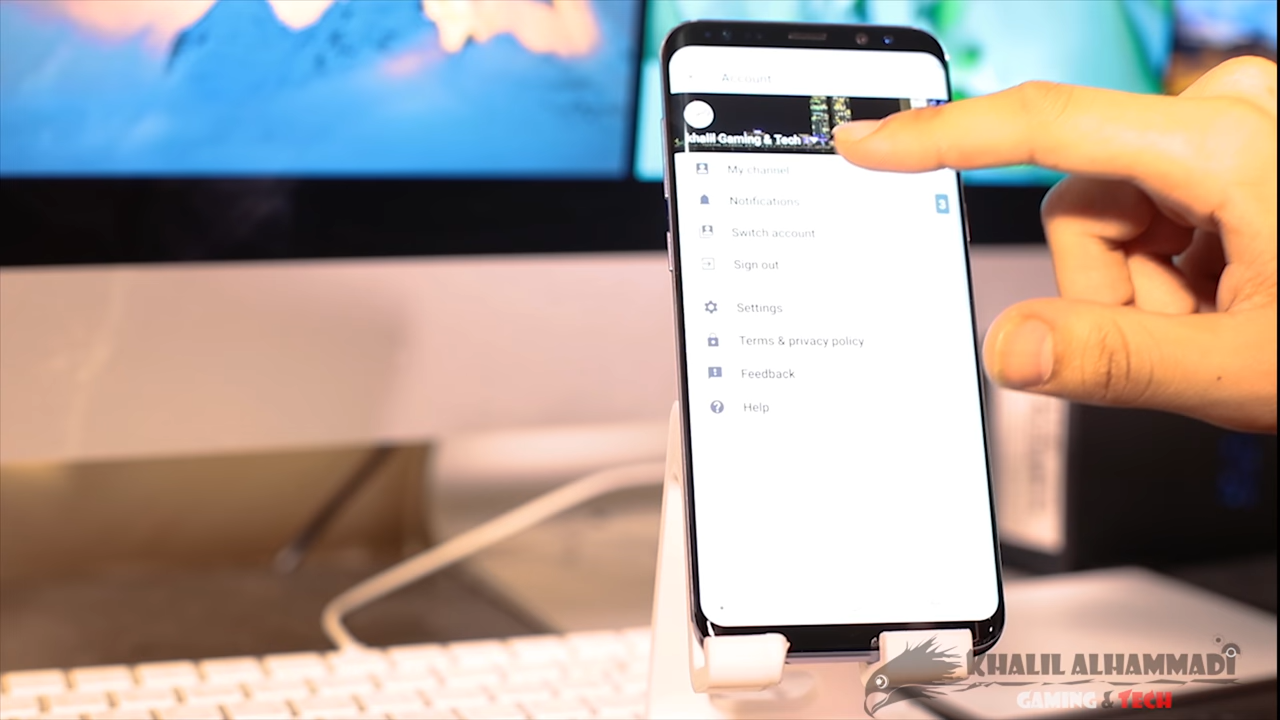 Account
khalil Gaming & Tech
My channel
Notifications
3
Switch account
Sign out
Settings
Terms & privacy policy
Feedback
Help
KHALIL ALHAMMADI
GAMING & TECH